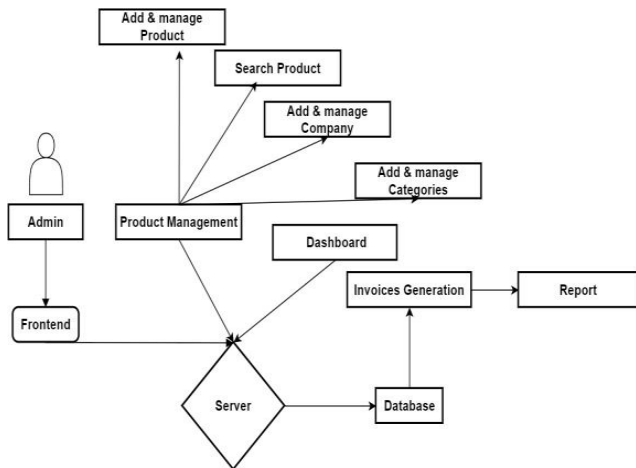 Add & manage
Product
Search Product
Add & manage
Company
Add & manage
Categories
Admin
Product Management
Dashboard
Invoices Generation
Report
Frontend
Server
Database